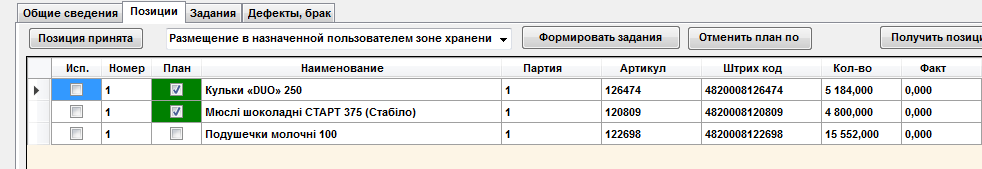 Общие сведения Позиции Задания Дефекты, брак
Позиция принята Размещение в назначенной пользователем зоне хранени Формировать задания Отменить план по Получить позици
Исп. Номер План Наименование Партия Артикул Штрих код Кол-во Факт
1 Кульки «DUO» 250 1 126474 4820008126474 5 184,000 0,000
1 Мюслі шоколадні СТАРТ 375 (Стабіло) 1 120809 4820008120809 4 800,000 0,000
1 Подушечки молочні 100 1 122698 4820008122698 15 552,000 0,000